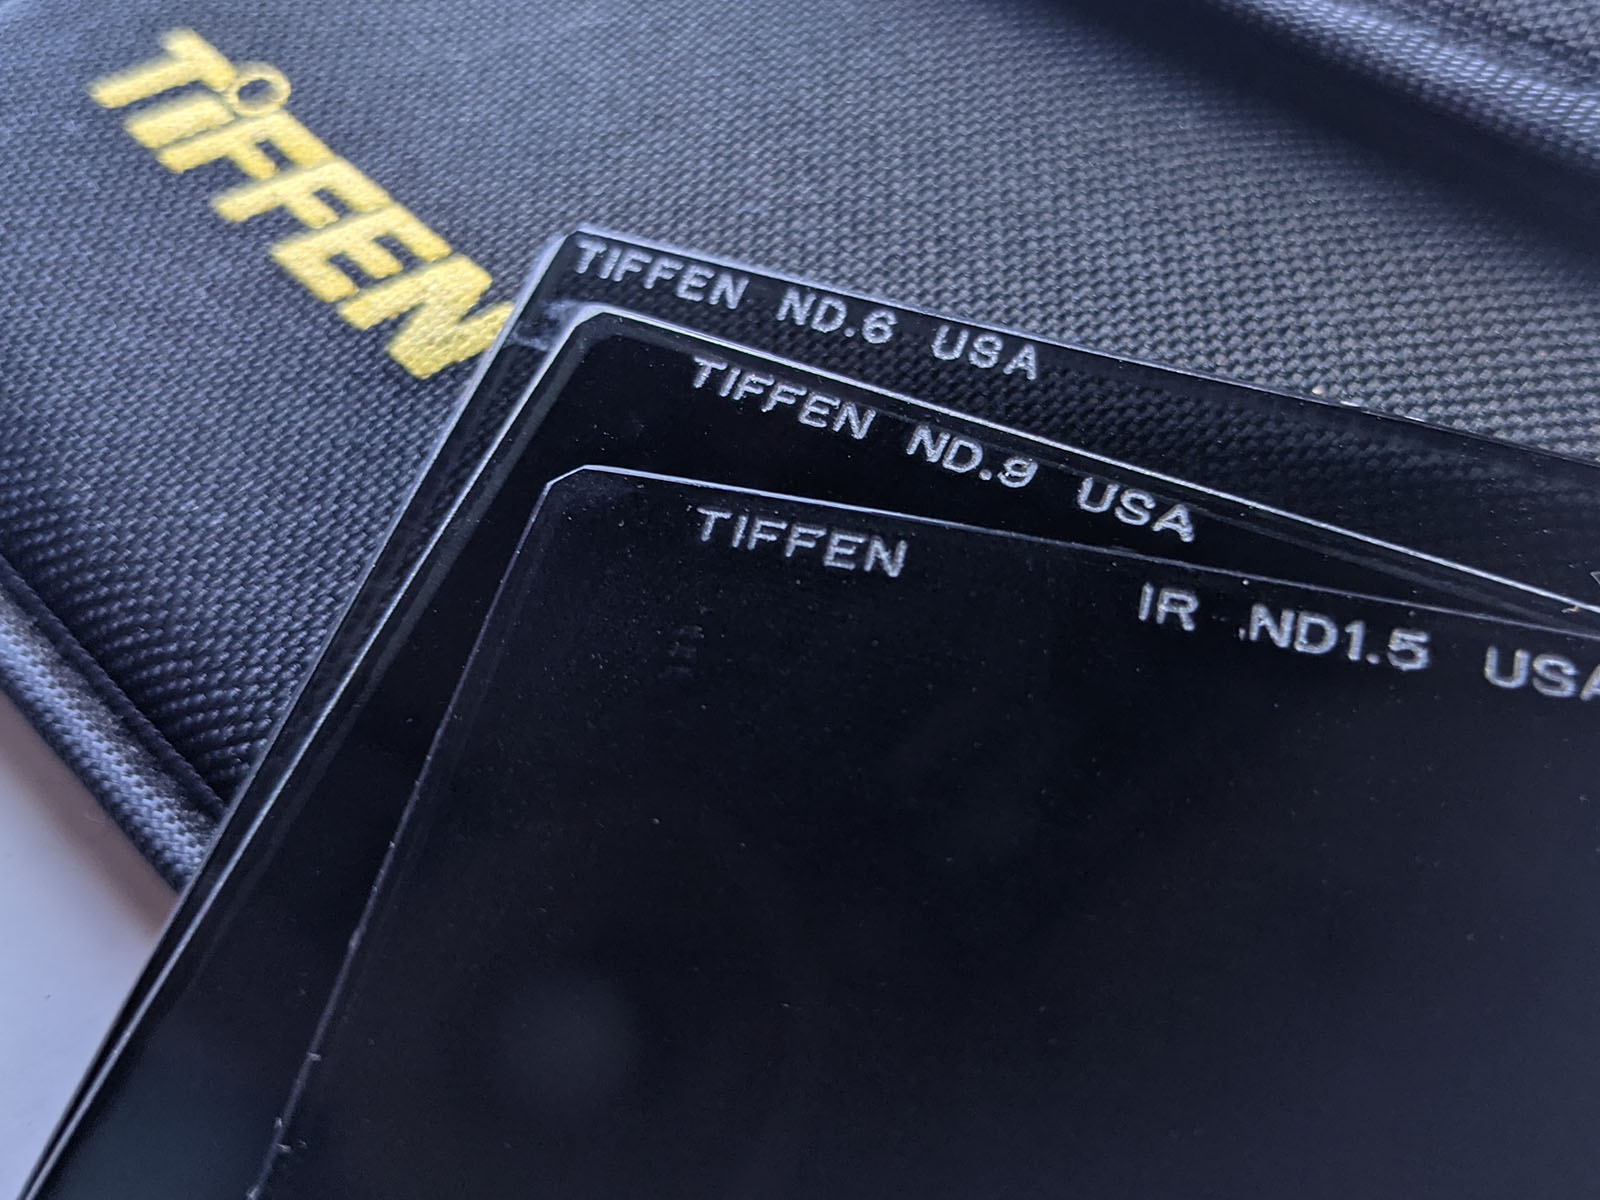 TiFFEN
TIFFEN ND.6 USA
TIFFEN ND.9 USA
TIFFEN IR .ND1.5 USA